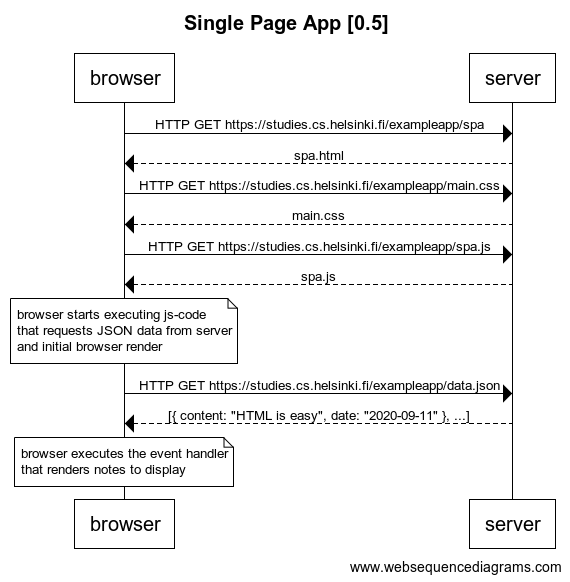 Single Page App [0.5]
browser
server
HTTP GET https://studies.cs.helsinki.fi/exampleapp/spa
spa.html
HTTP GET https://studies.cs.helsinki.fi/exampleapp/main.css
main.css
HTTP GET https://studies.cs.helsinki.fi/exampleapp/spa.js
spa.js
browser starts executing js-code
that requests JSON data from server
and initial browser render
HTTP GET https://studies.cs.helsinki.fi/exampleapp/data.json
[{ content: "HTML is easy", date: "2020-09-11" }, ...]
browser executes the event handler
that renders notes to display
browser
server
www.websequencediagrams.com